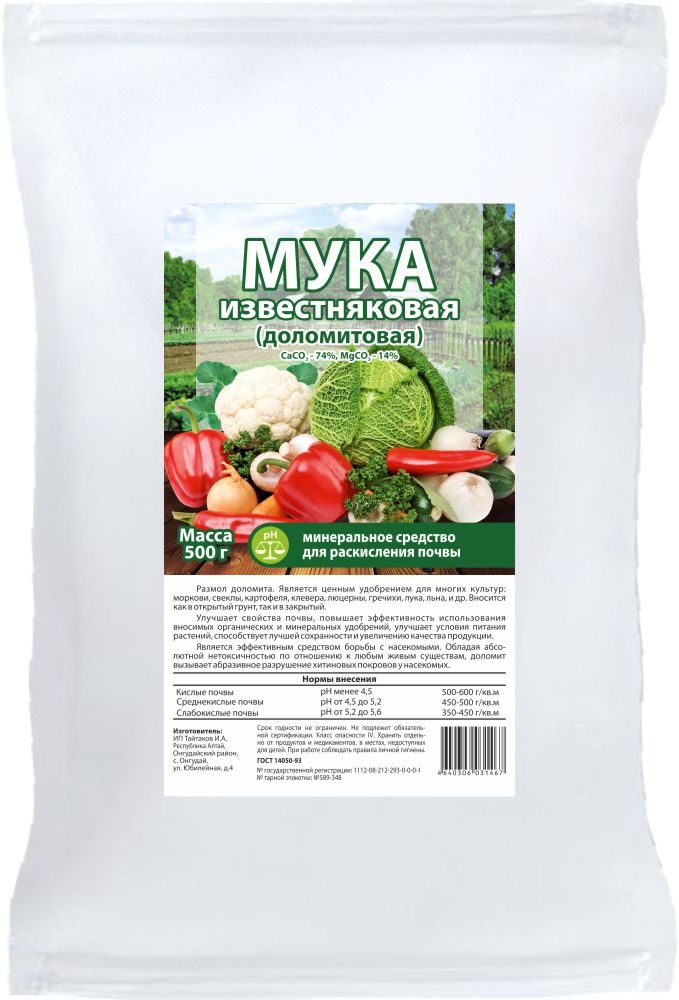 МУКА
известняковая
(доломитовая)
CaCO₃ - 74%, MgCO₃ - 14%
Масса
500 г
pH
минеральное средство
для раскисления почвы
Размол доломита. Является ценным удобрением для многих культур:
моркови, свеклы, картофеля, клевера, люцерны, гречихи, лука, льна, и др. Вносится
как в открытый грунт, так и в закрытый.
Улучшает свойства почвы, повышает эффективность использования
вносимых органических и минеральных удобрений, улучшает условия питания
растений, способствует лучшей сохранности и увеличению качества продукции.
Является эффективным средством борьбы с насекомыми. Обладая абсо-
лютной нетоксичностью по отношению к любым живым существам, доломит
вызывает абразивное разрушение хитиновых покровов у насекомых.
Нормы внесения
Кислые почвы pH менее 4,5 500-600 г/кв.м
Среднекислые почвы pH от 4,5 до 5,2 450-500 г/кв.м
Слабокислые почвы pH от 5,2 до 5,6 350-450 г/кв.м
Изготовитель:
ИП Тайтаков И.А.
Республика Алтай,
Онгудайский район,
с. Онгудай,
ул. Юбилейная, д.4
Срок годности не ограничен. Не подлежит обязатель-
ной сертификации. Класс опасности IV. Хранить отдель-
но от продуктов и медикаментов, в местах, недоступных
для детей. При работе соблюдать правила личной гигиены.
ГОСТ 14050-93
№ государственной регистрации: 1112-08-212-293-0-0-0-1
№ тарной этикетки: №589-348
4640306031467